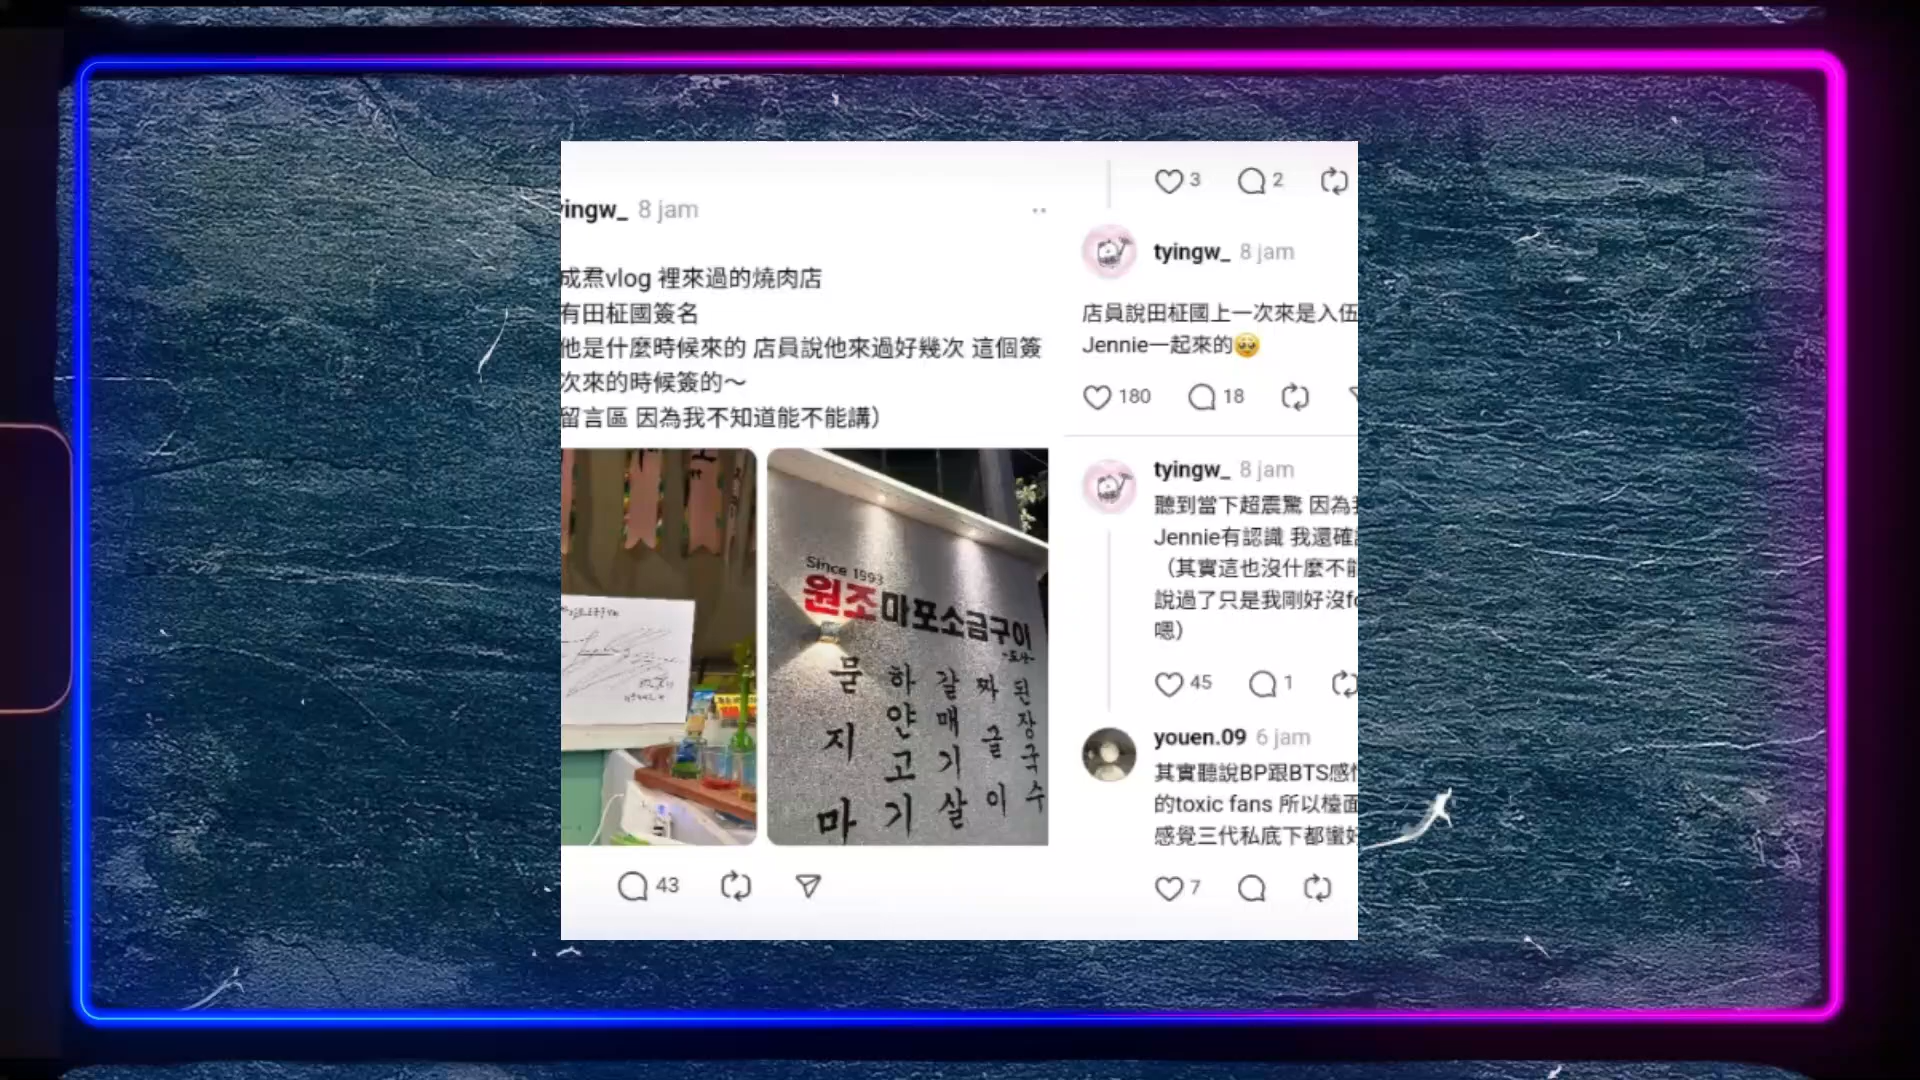 yingw_ 8 jam
成焄vlog 裡來過的燒肉店
有田柾國簽名
他是什麼時候來的 店員說他來過好幾次 這個簽
次來的時候簽的～
留言區 因為我不知道能不能講）
Since 1993
원조마포소금구이
-도산-
묻지마
하얀고기
갈매기살
짜글이
된장국수
43
3 2
tyingw_ 8 jam
店員說田柾國上一次來是入伍
Jennie一起來的🥹
180 18
tyingw_ 8 jam
聽到當下超震驚 因為我
Jennie有認識 我還確認
（其實這也沒什麼不能
說過了只是我剛好沒fo
嗯）
45 1
youen.09 6 jam
其實聽說BP跟BTS感情
的toxic fans 所以檯面
感覺三代私底下都蠻好
7